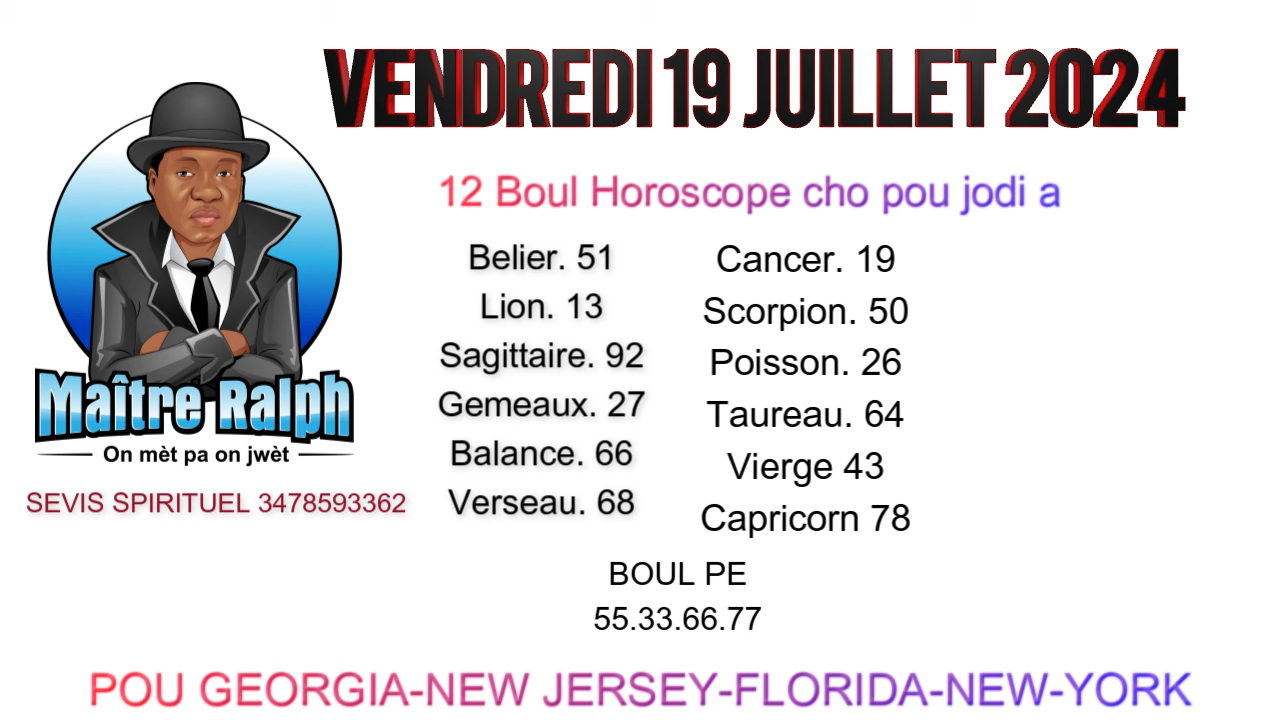 VENDREDI 19 JUILLET 2024
12 Boul Horoscope cho pou jodi a
Belier. 51
Lion. 13
Sagittaire. 92
Gemeaux. 27
Balance. 66
Verseau. 68
Cancer. 19
Scorpion. 50
Poisson. 26
Taureau. 64
Vierge 43
Capricorn 78
Maître Ralph
On mèt pa on jwèt
SEVIS SPIRITUEL 3478593362
BOUL PE
55.33.66.77
POU GEORGIA-NEW JERSEY-FLORIDA-NEW-YORK